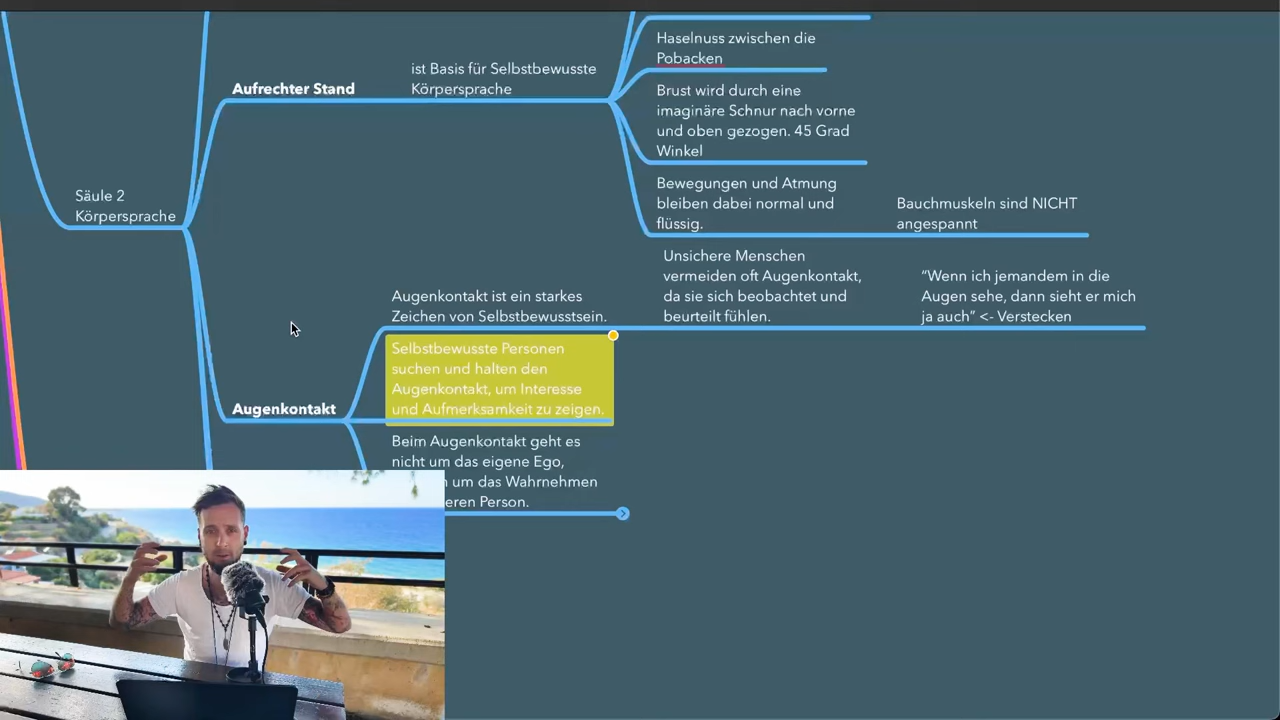 Haselnuss zwischen die
Pobacken
ist Basis für Selbstbewusste
Körpersprache
Aufrechter Stand
Brust wird durch eine
imaginäre Schnur nach vorne
und oben gezogen. 45 Grad
Winkel
Bewegungen und Atmung
bleiben dabei normal und
flüssig.
Bauchmuskeln sind NICHT
angespannt
Säule 2
Körpersprache
Augenkontakt ist ein starkes
Zeichen von Selbstbewusstsein.
Unsichere Menschen
vermeiden oft Augenkontakt,
da sie sich beobachtet und
beurteilt fühlen.
“Wenn ich jemandem in die
Augen sehe, dann sieht er mich
ja auch” <- Verstecken
Selbstbewusste Personen
suchen und halten den
Augenkontakt, um Interesse
und Aufmerksamkeit zu zeigen.
Augenkontakt
Beim Augenkontakt geht es
nicht um das eigene Ego,
um das Wahrnehmen
Person.